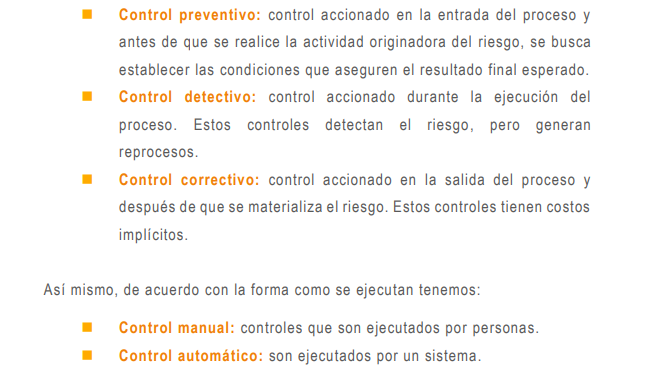 Control preventivo: control accionado en la entrada del proceso y
antes de que se realice la actividad originadora del riesgo, se busca
establecer las condiciones que aseguren el resultado final esperado.
Control detectivo: control accionado durante la ejecución del
proceso. Estos controles detectan el riesgo, pero generan
reprocesos.
Control correctivo: control accionado en la salida del proceso y
después de que se materializa el riesgo. Estos controles tienen costos
implícitos.
Así mismo, de acuerdo con la forma como se ejecutan tenemos:
Control manual: controles que son ejecutados por personas.
Control automático: son ejecutados por un sistema.